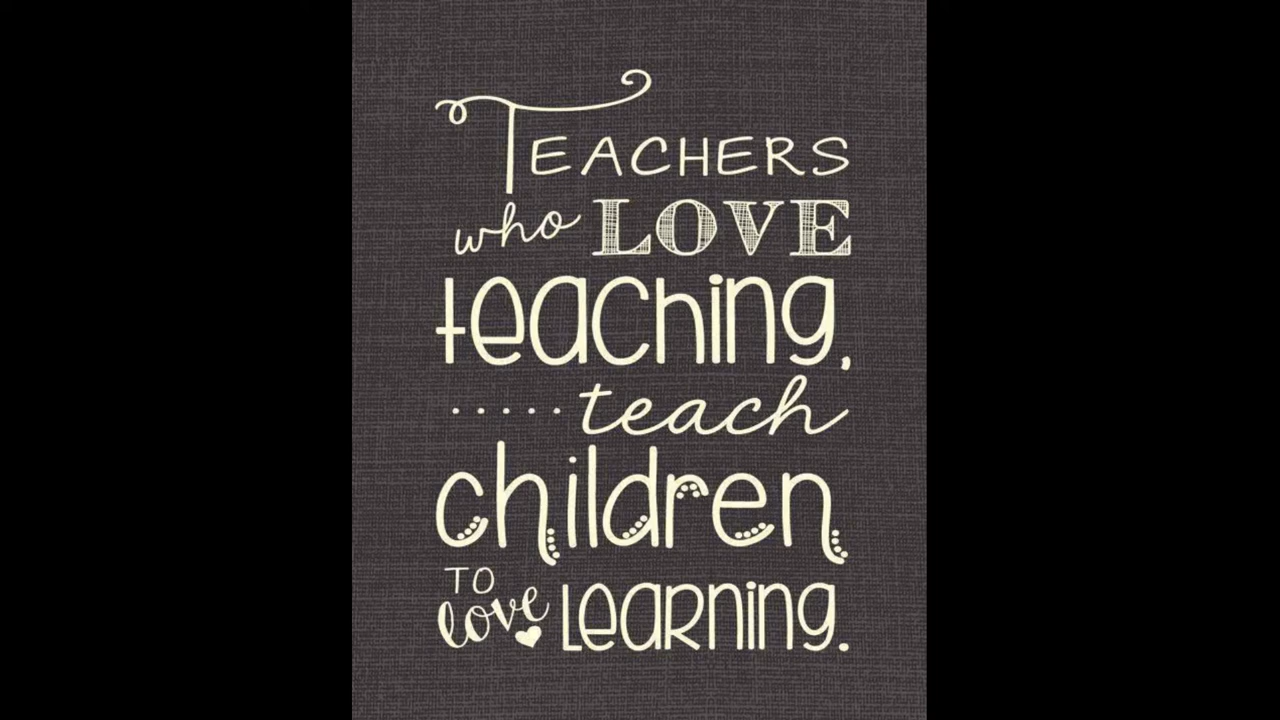 TEACHERS
who LOVE
teaching,
..... teach
children
TO
love LEARNING.